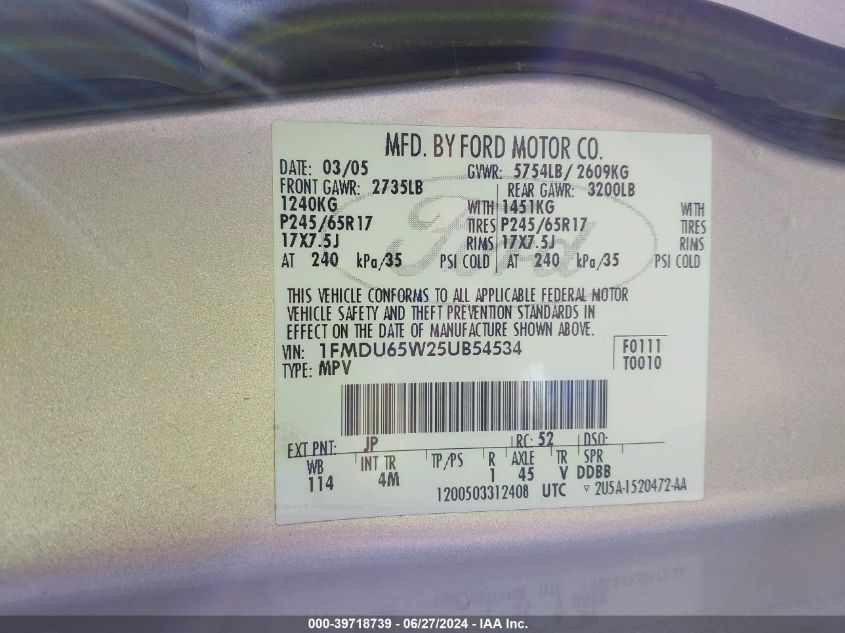 MFD. BY FORD MOTOR CO.
DATE: 03/05 GVWR: 5754LB/ 2609KG
FRONT GAWR: 2735LB REAR GAWR: 3200LB
1240KG WITH 1451KG WITH
P245/65R17 TIRES P245/65R17 TIRES
17X7.5J RIMS 17X7.5J RIMS
AT 240 kPa/35 PSI COLD AT 240 kPa/35 PSI COLD
Ford
THIS VEHICLE CONFORMS TO ALL APPLICABLE FEDERAL MOTOR
VEHICLE SAFETY AND THEFT PREVENTION STANDARDS IN
EFFECT ON THE DATE OF MANUFACTURE SHOWN ABOVE.
VIN: 1FMDU65W25UB54534 F0111
TYPE: MPV T0010
EXT PNT: JP RC: 52 DSO:
WB INT TR TP/PS R AXLE TR SPR
114 4M 1 45 V DDBB
1200503312408 UTC ▽ 2U5A-1520472-AA
000-39718739 - 06/27/2024 - IAA Inc.